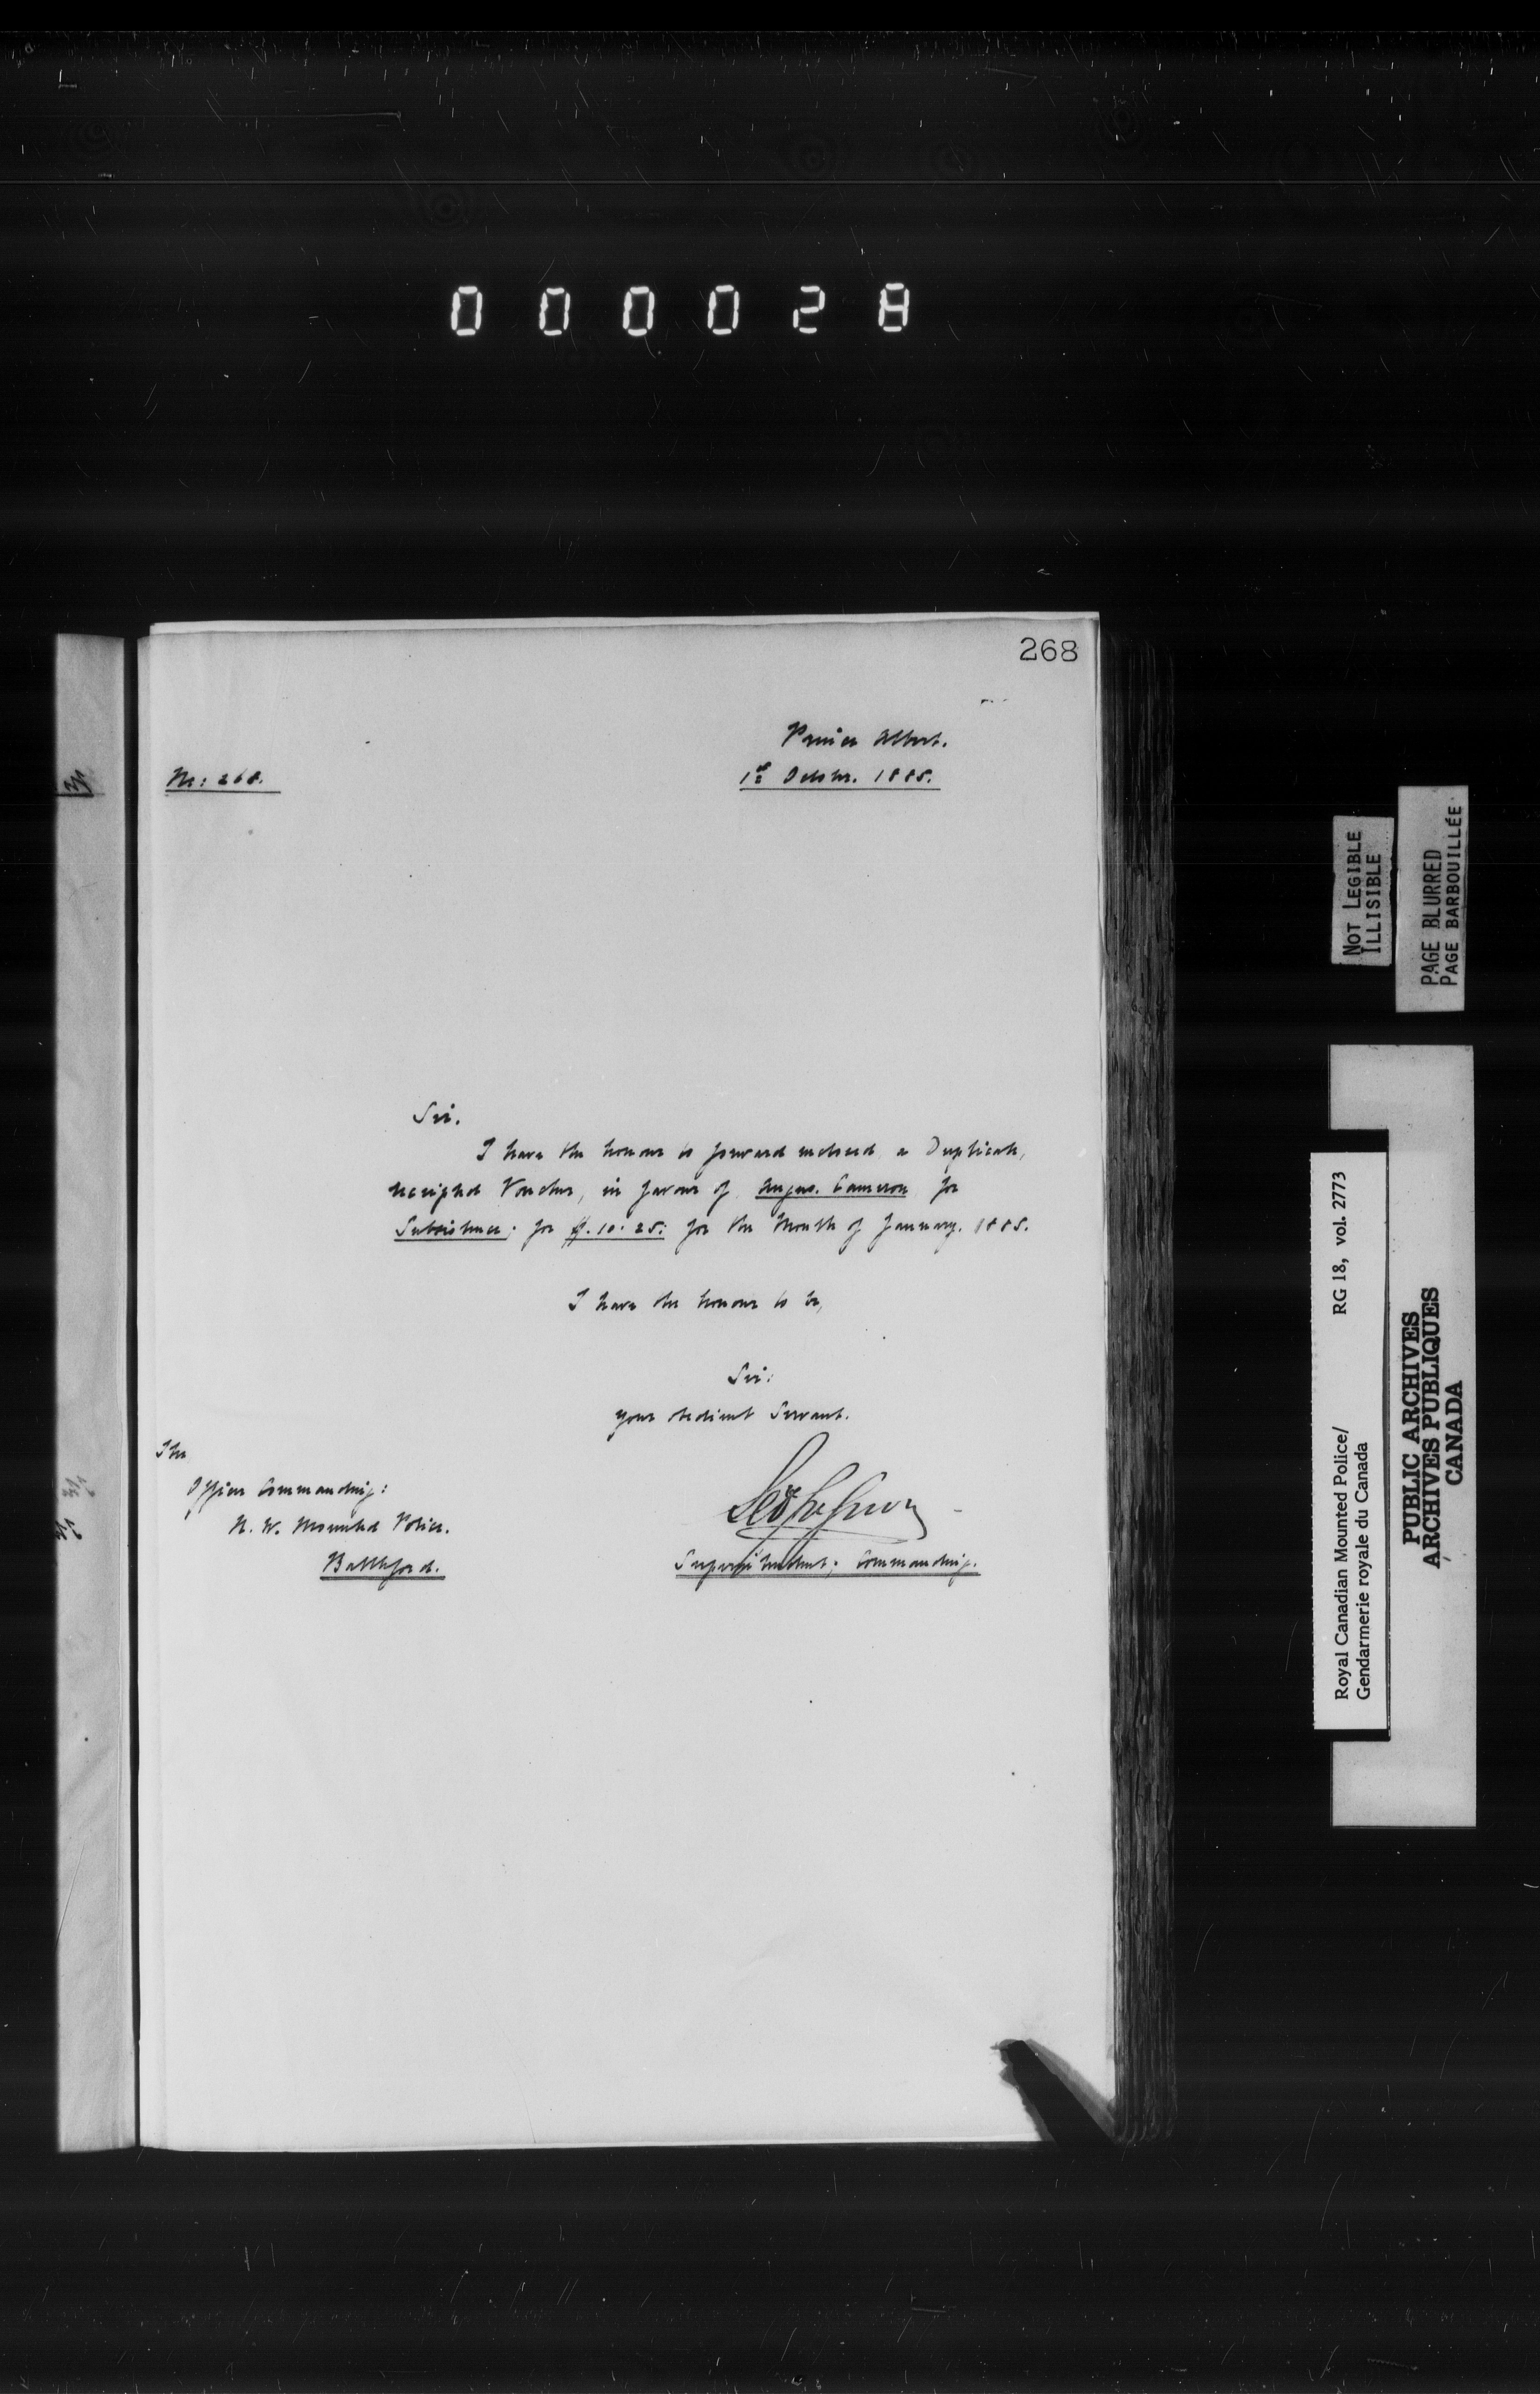 000028
268
Prince Albert.
No: 268.
1st October. 1885.
Sir.
I have the honour to forward enclosed, a Duplicate,
receipted Voucher, in favour of Angus. Cameron for
Subsistence; for $. 10: 25: for the Month of January. 1885.
I have the honour to be,
Sir:
your obedient Servant.
The
Officer Commanding:
N. W. Mounted Police.
Battleford.
Superintendent; Commanding.
NOT LEGIBLE
ILLISIBLE
PAGE BLURRED
PAGE BARBOUILLÉE
Royal Canadian Mounted Police/ RG 18, vol. 2773
Gendarmerie royale du Canada
PUBLIC ARCHIVES
ARCHIVES PUBLIQUES
CANADA